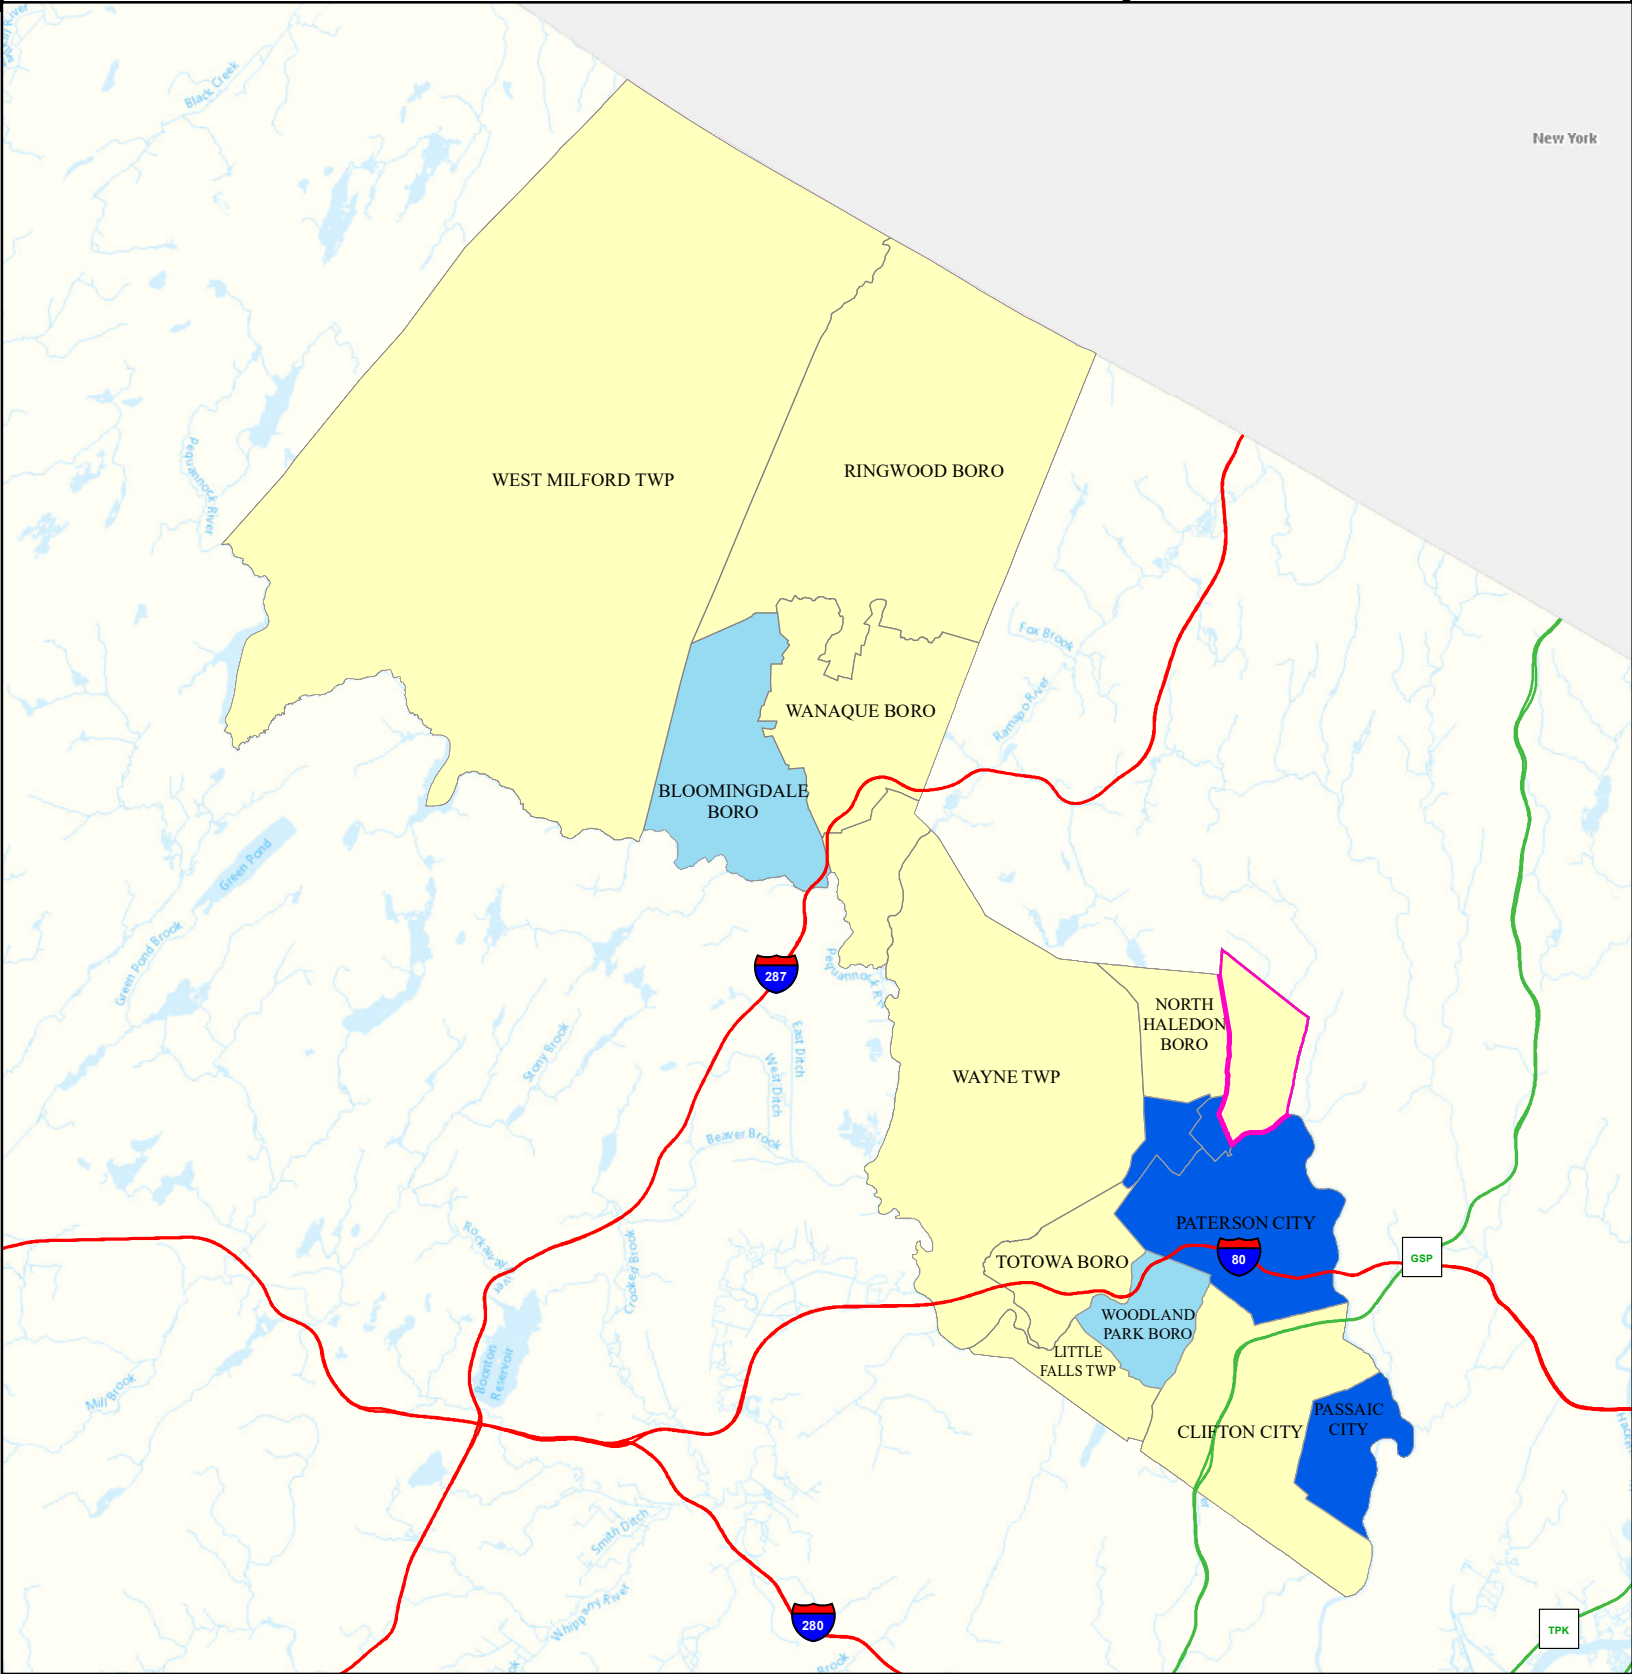 New York
Black Creek
Pequannock River
WEST MILFORD TWP
RINGWOOD BORO
Fox Brook
Ramapo River
WANAQUE BORO
BLOOMINGDALE
BORO
Green Pond
Green Pond Brook
287
NORTH
HALEDON
BORO
Stony Brook
East Ditch
West Ditch
WAYNE TWP
Beaver Brook
PATERSON CITY
Crooked Brook
TOTOWA BORO
80
GSP
WOODLAND
PARK BORO
LITTLE
FALLS TWP
Boonton
Reservoir
Mill Brook
PASSAIC
CITY
CLIFTON CITY
Smith Ditch
Whippany River
280
TPK
Brook